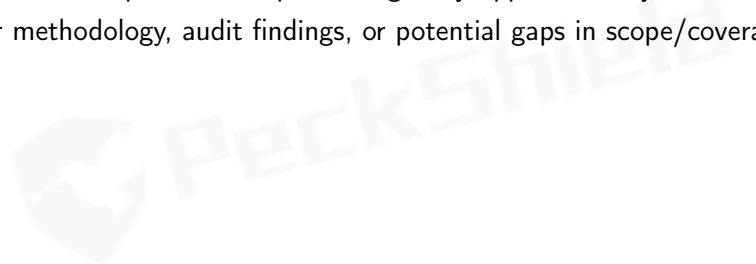 methodology, audit findings, or potential gaps in scope/covera
PeckShield